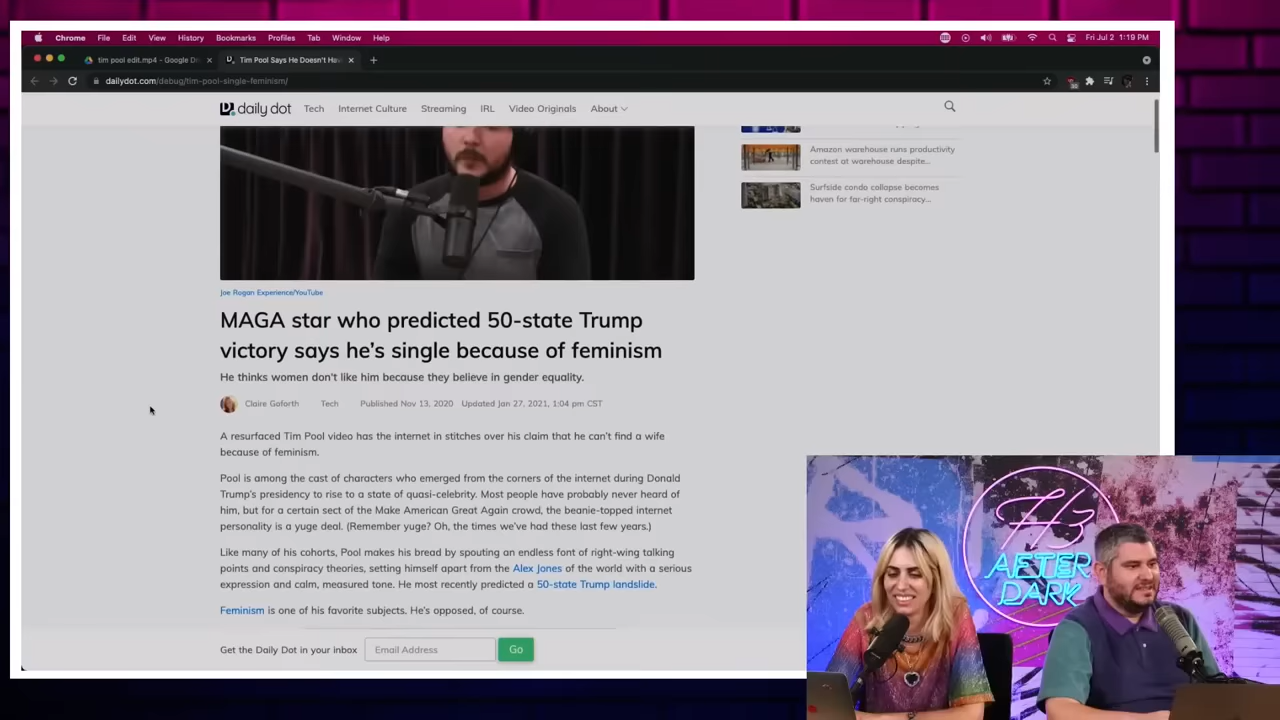 Chrome File Edit View History Bookmarks Profiles Tab Window Help
Fri Jul 2 1:19 PM
tim pool edit.mp4 - Google D
Tim Pool Says He Doesn't Hav
dailydot.com/debug/tim-pool-single-feminism/
daily dot Tech Internet Culture Streaming IRL Video Originals About
Amazon warehouse runs productivity
contest at warehouse despite...
Surfside condo collapse becomes
haven for far-right conspiracy...
Joe Rogan Experience/YouTube
MAGA star who predicted 50-state Trump
victory says he's single because of feminism
He thinks women don't like him because they believe in gender equality.
Claire Goforth Tech Published Nov 13, 2020 Updated Jan 27, 2021, 1:04 pm CST
A resurfaced Tim Pool video has the internet in stitches over his claim that he can't find a wife
because of feminism.
Pool is among the cast of characters who emerged from the corners of the internet during Donald
Trump's presidency to rise to a state of quasi-celebrity. Most people have probably never heard of
him, but for a certain sect of the Make American Great Again crowd, the beanie-topped internet
personality is a yuge deal. (Remember yuge? Oh, the times we've had these last few years.)
Like many of his cohorts, Pool makes his bread by spouting an endless font of right-wing talking
points and conspiracy theories, setting himself apart from the Alex Jones of the world with a serious
expression and calm, measured tone. He most recently predicted a 50-state Trump landslide.
Feminism is one of his favorite subjects. He's opposed, of course.
Get the Daily Dot in your inbox
Email Address
Go
H3
AFTER
DARK